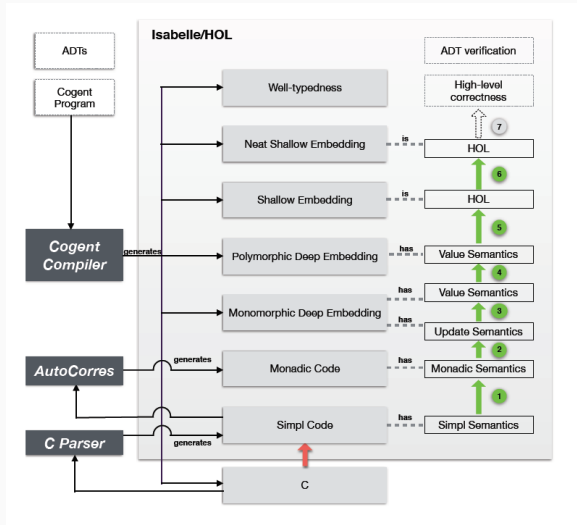 Isabelle/HOL
ADTs
ADT verification
Cogent
Program
Well-typedness
High-level
correctness
7
Neat Shallow Embedding
is
HOL
6
Shallow Embedding
is
HOL
5
Cogent
Compiler
generates
Polymorphic Deep Embedding
has
Value Semantics
4
has
Value Semantics
Monomorphic Deep Embedding
3
has
Update Semantics
generates
2
AutoCorres
Monadic Code
has
Monadic Semantics
1
Simpl Code
has
Simpl Semantics
C Parser
generates
C